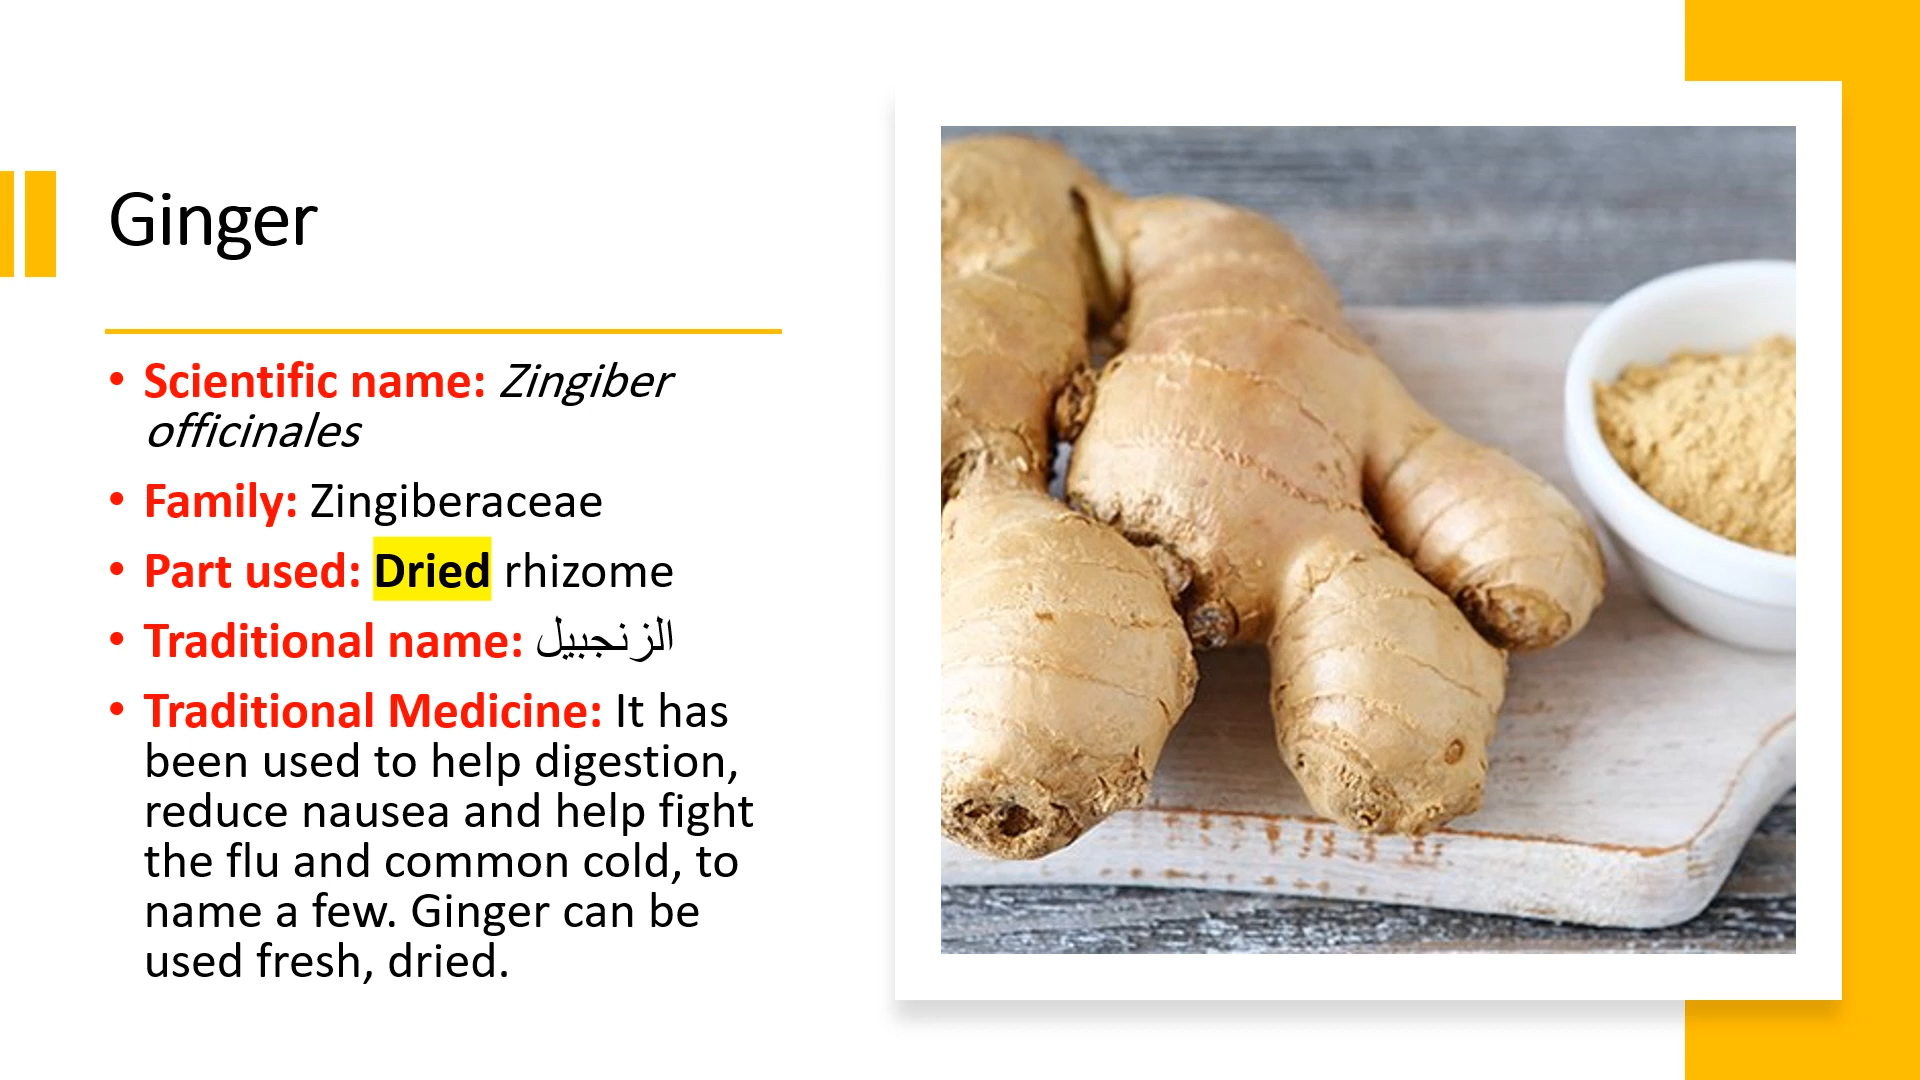 Ginger
• Scientific name: Zingiber
officinales
• Family: Zingiberaceae
• Part used: Dried rhizome
• Traditional name: الزنجبيل
• Traditional Medicine: It has
been used to help digestion,
reduce nausea and help fight
the flu and common cold, to
name a few. Ginger can be
used fresh, dried.